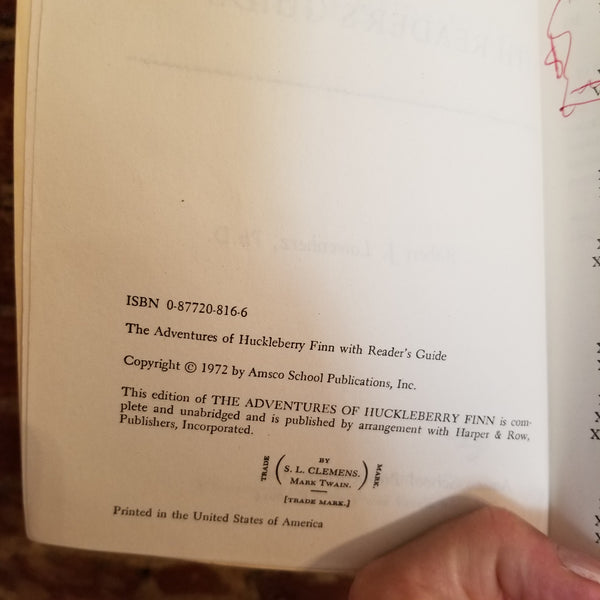 ISBN 0-87720-816-6
The Adventures of Huckleberry Finn with Reader's Guide
Copyright © 1972 by Amsco School Publications, Inc.
This edition of THE ADVENTURES OF HUCKLEBERRY FINN is com-
plete and unabridged and is published by arrangement with Harper & Row,
Publishers, Incorporated.
TRADE
BY
S. L. CLEMENS.
MARK TWAIN.
MARK.
[TRADE MARK.]
Printed in the United States of America